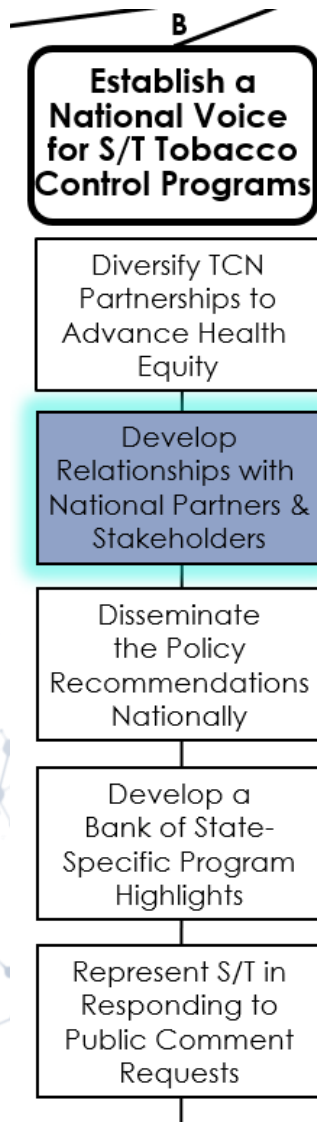 B
Establish a
National Voice
for S/T Tobacco
Control Programs
Diversify TCN
Partnerships to
Advance Health
Equity
Develop
Relationships with
National Partners &
Stakeholders
Disseminate
the Policy
Recommendations
Nationally
Develop a
Bank of State-
Specific Program
Highlights
Represent S/T in
Responding to
Public Comment
Requests